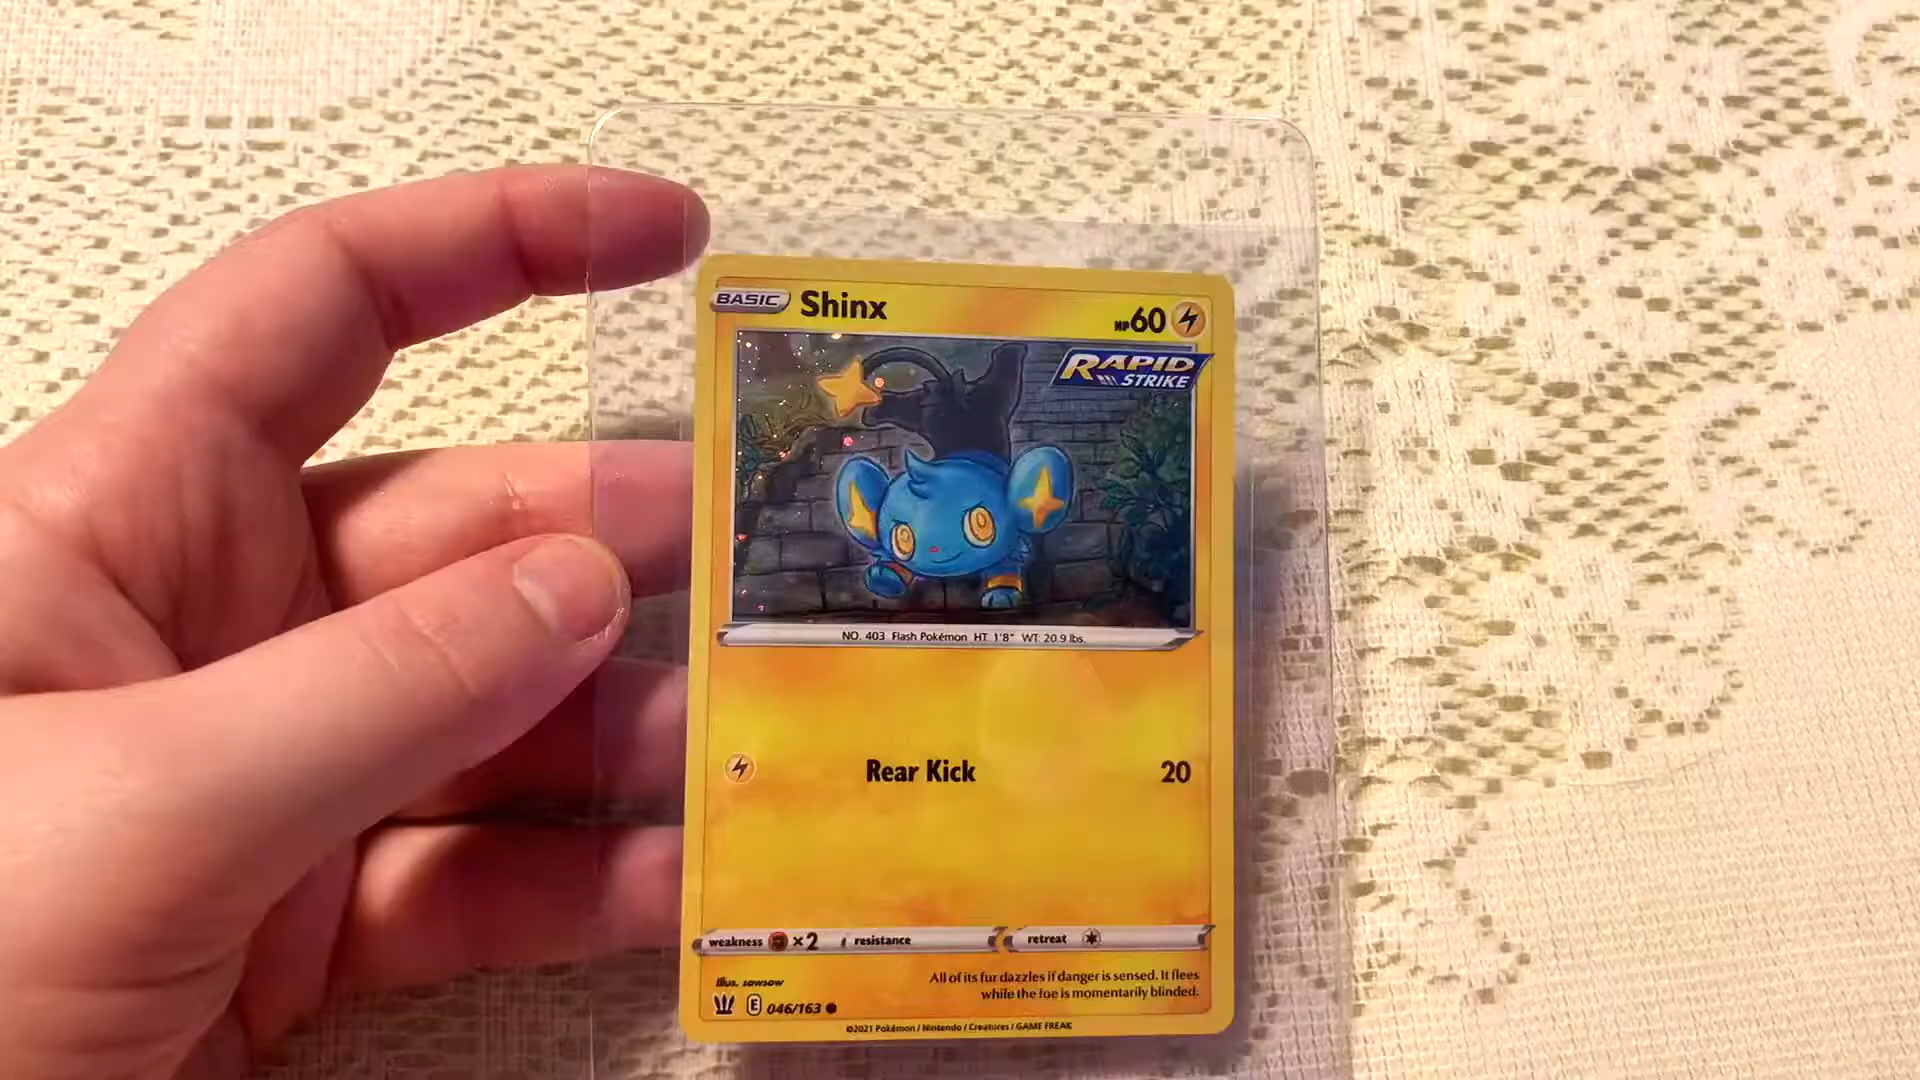 BASIC Shinx HP60
RAPID
STRIKE
NO. 403 Flash Pokémon HT 1'8" WT: 20.9 lbs.
Rear Kick 20
weakness ×2 resistance retreat
Illus. sowsow
All of its fur dazzles if danger is sensed. It flees
while the foe is momentarily blinded.
E 046/163
©2021 Pokémon / Nintendo / Creatures / GAME FREAK